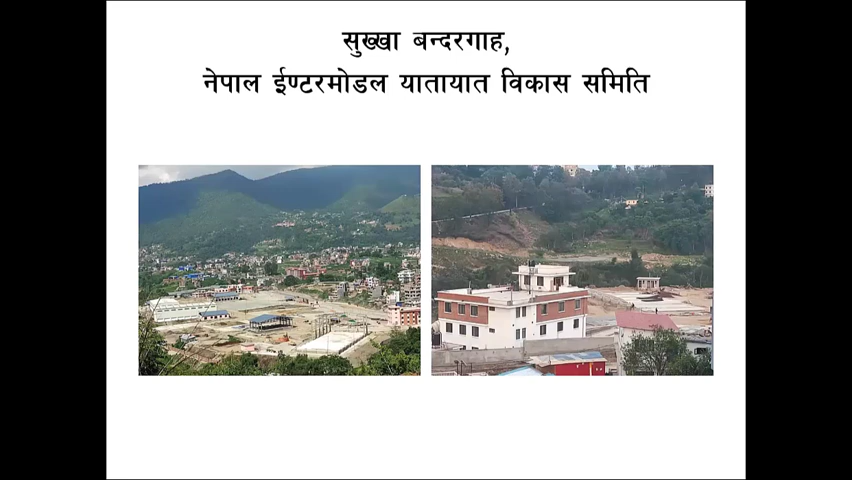 सुख्खा बन्दरगाह,
नेपाल ईण्टरमोडल यातायात विकास समिति